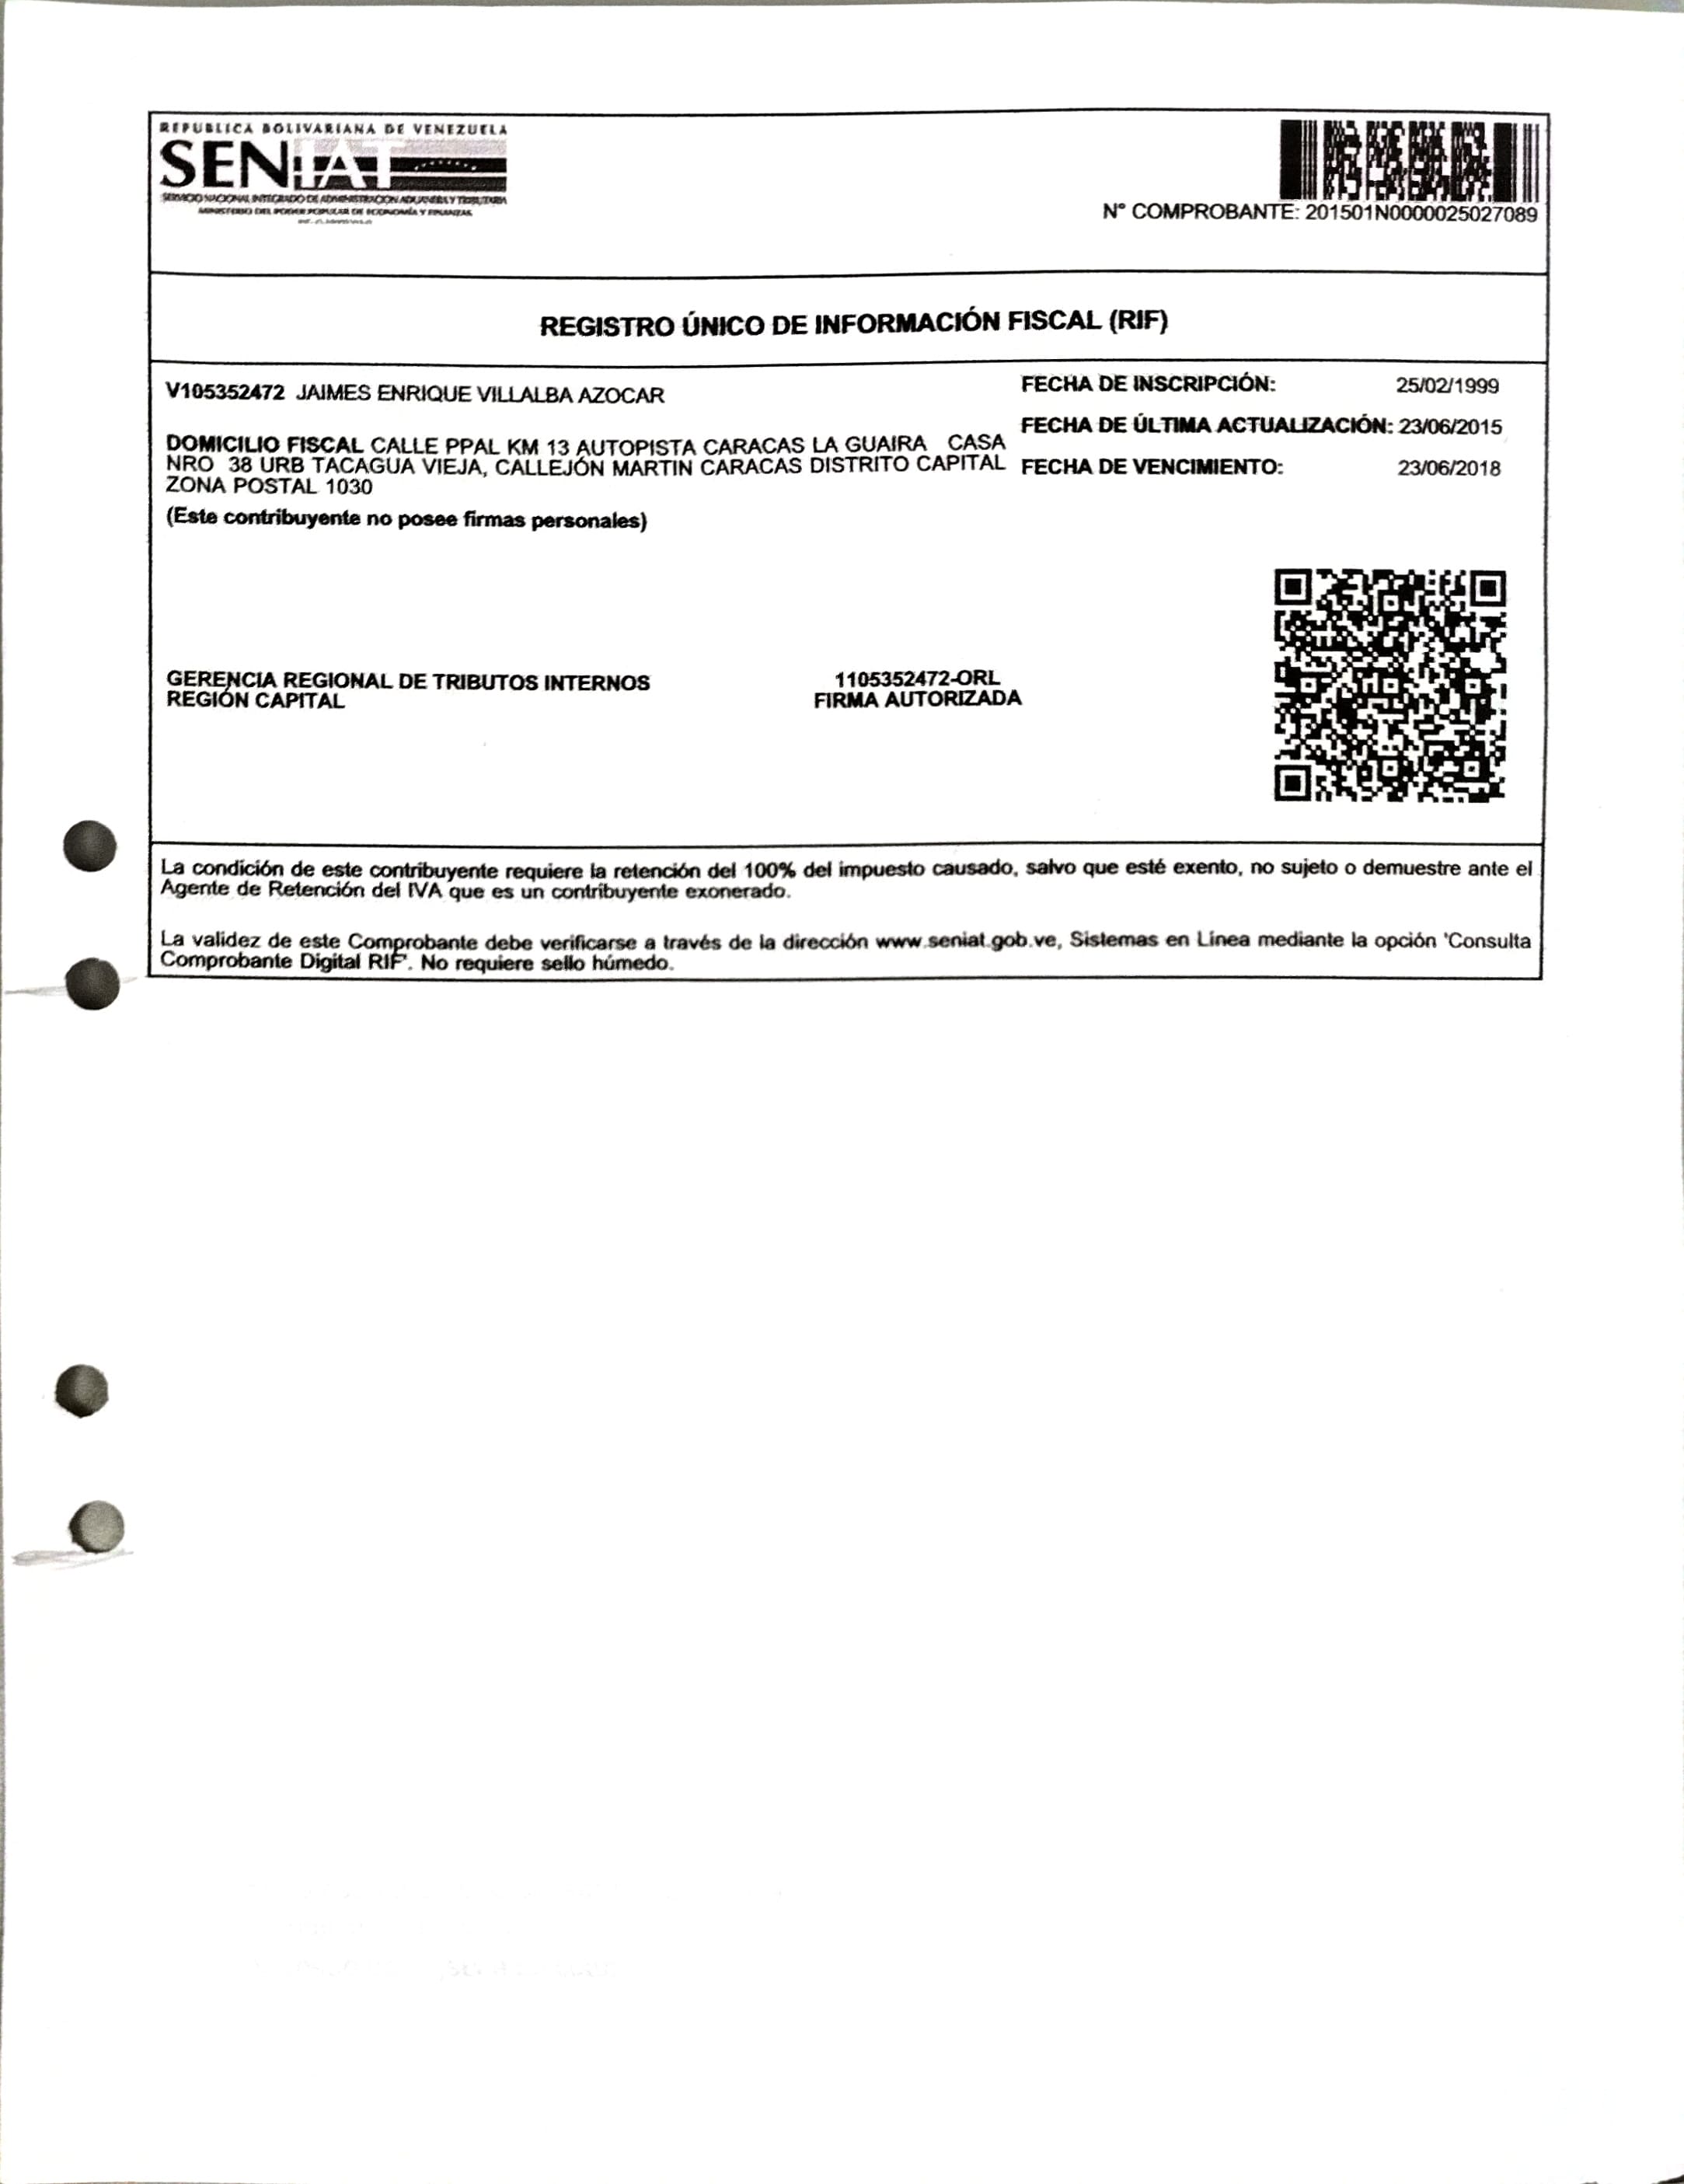 REPUBLICA BOLIVARIANA DE VENEZUELA
SENIAT
SERVICIO NACIONAL INTEGRADO DE ADMINISTRACION ADUANERA Y TRIBUTARIA
MINISTERIO DEL PODER POPULAR DE ECONOMÍA Y FINANZAS
N° COMPROBANTE: 201501N0000025027089
REGISTRO ÚNICO DE INFORMACIÓN FISCAL (RIF)
V105352472 JAIMES ENRIQUE VILLALBA AZOCAR
FECHA DE INSCRIPCIÓN: 25/02/1999
FECHA DE ÚLTIMA ACTUALIZACIÓN: 23/06/2015
FECHA DE VENCIMIENTO: 23/06/2018
DOMICILIO FISCAL CALLE PPAL KM 13 AUTOPISTA CARACAS LA GUAIRA CASA
NRO 38 URB TACAGUA VIEJA, CALLEJÓN MARTIN CARACAS DISTRITO CAPITAL
ZONA POSTAL 1030
(Este contribuyente no posee firmas personales)
GERENCIA REGIONAL DE TRIBUTOS INTERNOS
REGIÓN CAPITAL
1105352472-ORL
FIRMA AUTORIZADA
La condición de este contribuyente requiere la retención del 100% del impuesto causado, salvo que esté exento, no sujeto o demuestre ante el
Agente de Retención del IVA que es un contribuyente exonerado.
La validez de este Comprobante debe verificarse a través de la dirección www.seniat.gob.ve, Sistemas en Línea mediante la opción 'Consulta
Comprobante Digital RIF'. No requiere sello húmedo.